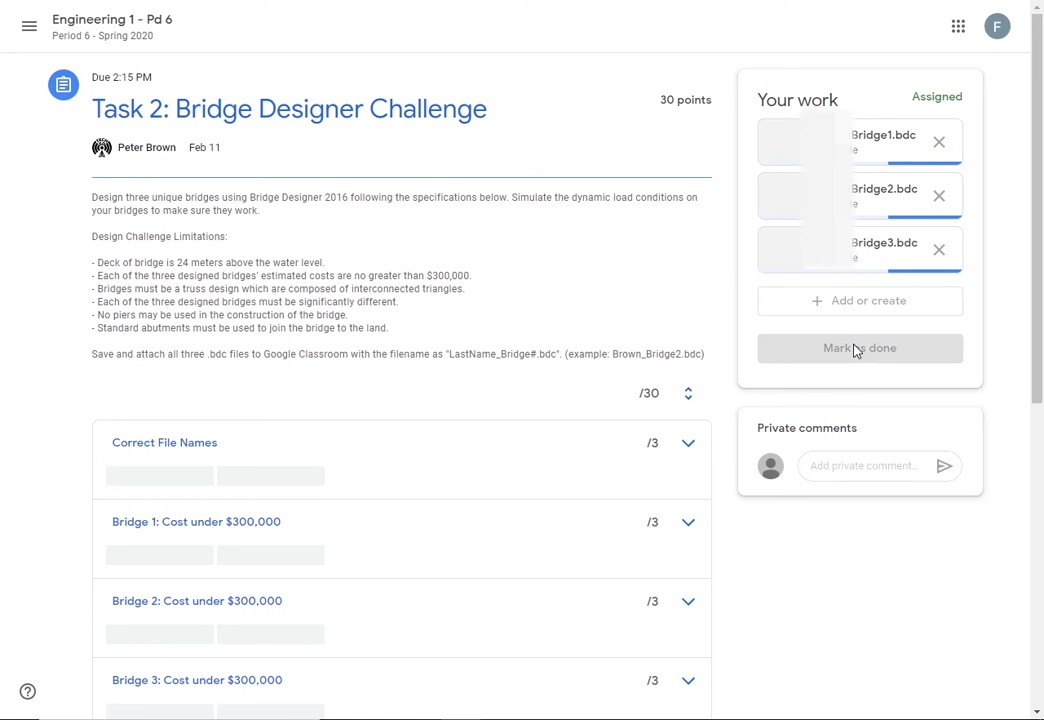 Engineering 1 - Pd 6
Period 6 - Spring 2020
F
Due 2:15 PM
Task 2: Bridge Designer Challenge
30 points
Peter Brown Feb 11
Design three unique bridges using Bridge Designer 2016 following the specifications below. Simulate the dynamic load conditions on
your bridges to make sure they work.
Design Challenge Limitations:
- Deck of bridge is 24 meters above the water level.
- Each of the three designed bridges' estimated costs are no greater than $300,000.
- Bridges must be a truss design which are composed of interconnected triangles.
- Each of the three designed bridges must be significantly different.
- No piers may be used in the construction of the bridge.
- Standard abutments must be used to join the bridge to the land.
Save and attach all three .bdc files to Google Classroom with the filename as "LastName_Bridge#.bdc". (example: Brown_Bridge2.bdc)
/30
Correct File Names /3
Bridge 1: Cost under $300,000 /3
Bridge 2: Cost under $300,000 /3
Bridge 3: Cost under $300,000 /3
Your work
Assigned
Bridge1.bdc
Bridge2.bdc
Bridge3.bdc
+ Add or create
Mark as done
Private comments
Add private comment...